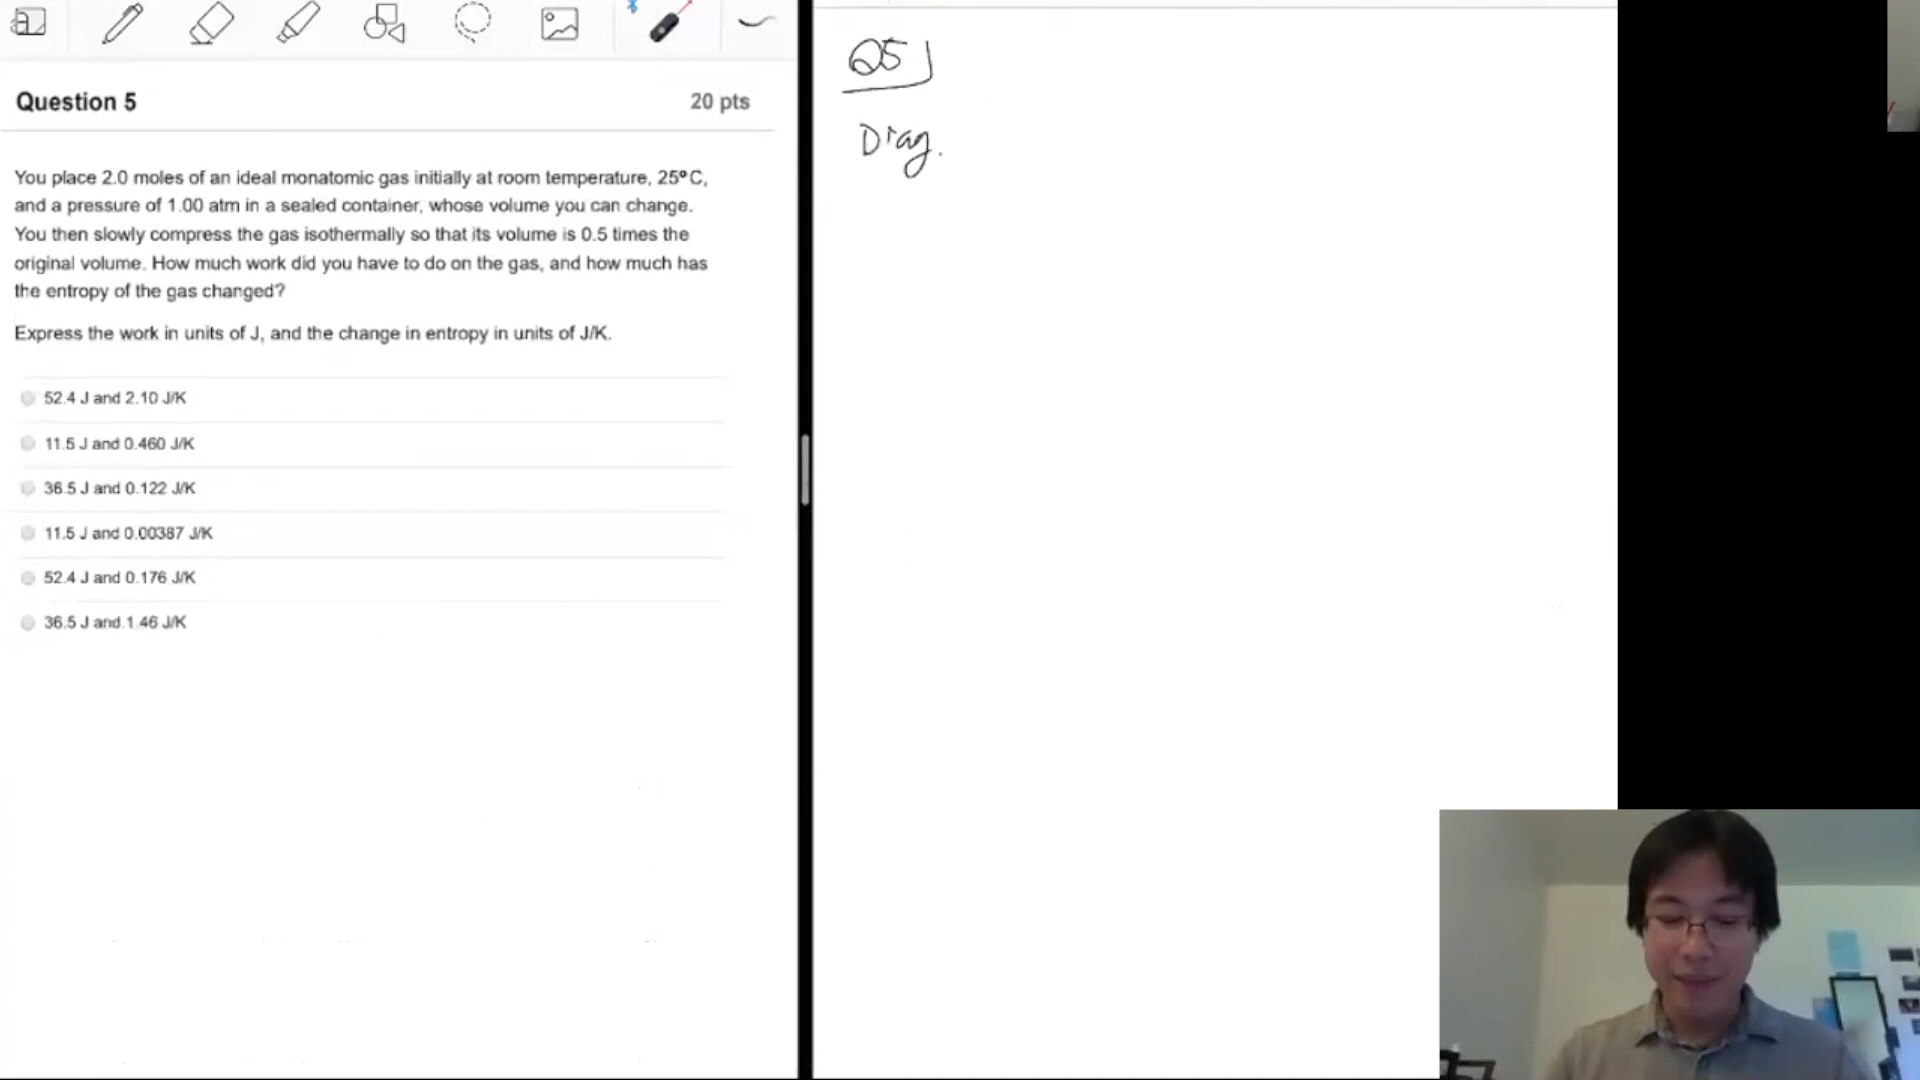 Question 5
20 pts
You place 2.0 moles of an ideal monatomic gas initially at room temperature, 25°C,
and a pressure of 1.00 atm in a sealed container, whose volume you can change.
You then slowly compress the gas isothermally so that its volume is 0.5 times the
original volume. How much work did you have to do on the gas, and how much has
the entropy of the gas changed?
Express the work in units of J, and the change in entropy in units of J/K.
52.4 J and 2.10 J/K
11.5 J and 0.460 J/K
36.5 J and 0.122 J/K
11.5 J and 0.00387 J/K
52.4 J and 0.176 J/K
36.5 J and 1.46 J/K
Q5
Diag.